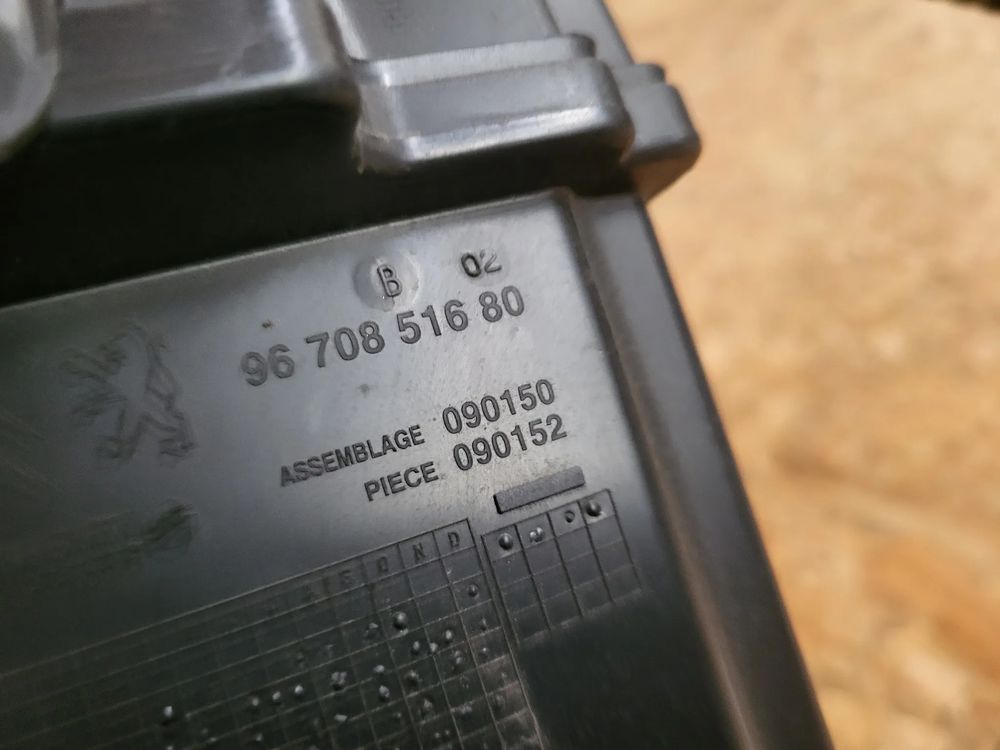 B 02
96 708 516 80
ASSEMBLAGE 090150
PIECE 090152
S O N D